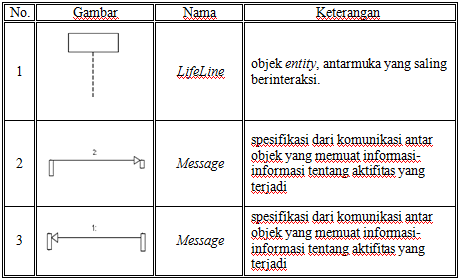 No. Gambar Nama Keterangan
1 LifeLine objek entity, antarmuka yang saling
berinteraksi.
2 2: Message spesifikasi dari komunikasi antar
objek yang memuat informasi-
informasi tentang aktifitas yang
terjadi
3 1: Message spesifikasi dari komunikasi antar
objek yang memuat informasi-
informasi tentang aktifitas yang
terjadi